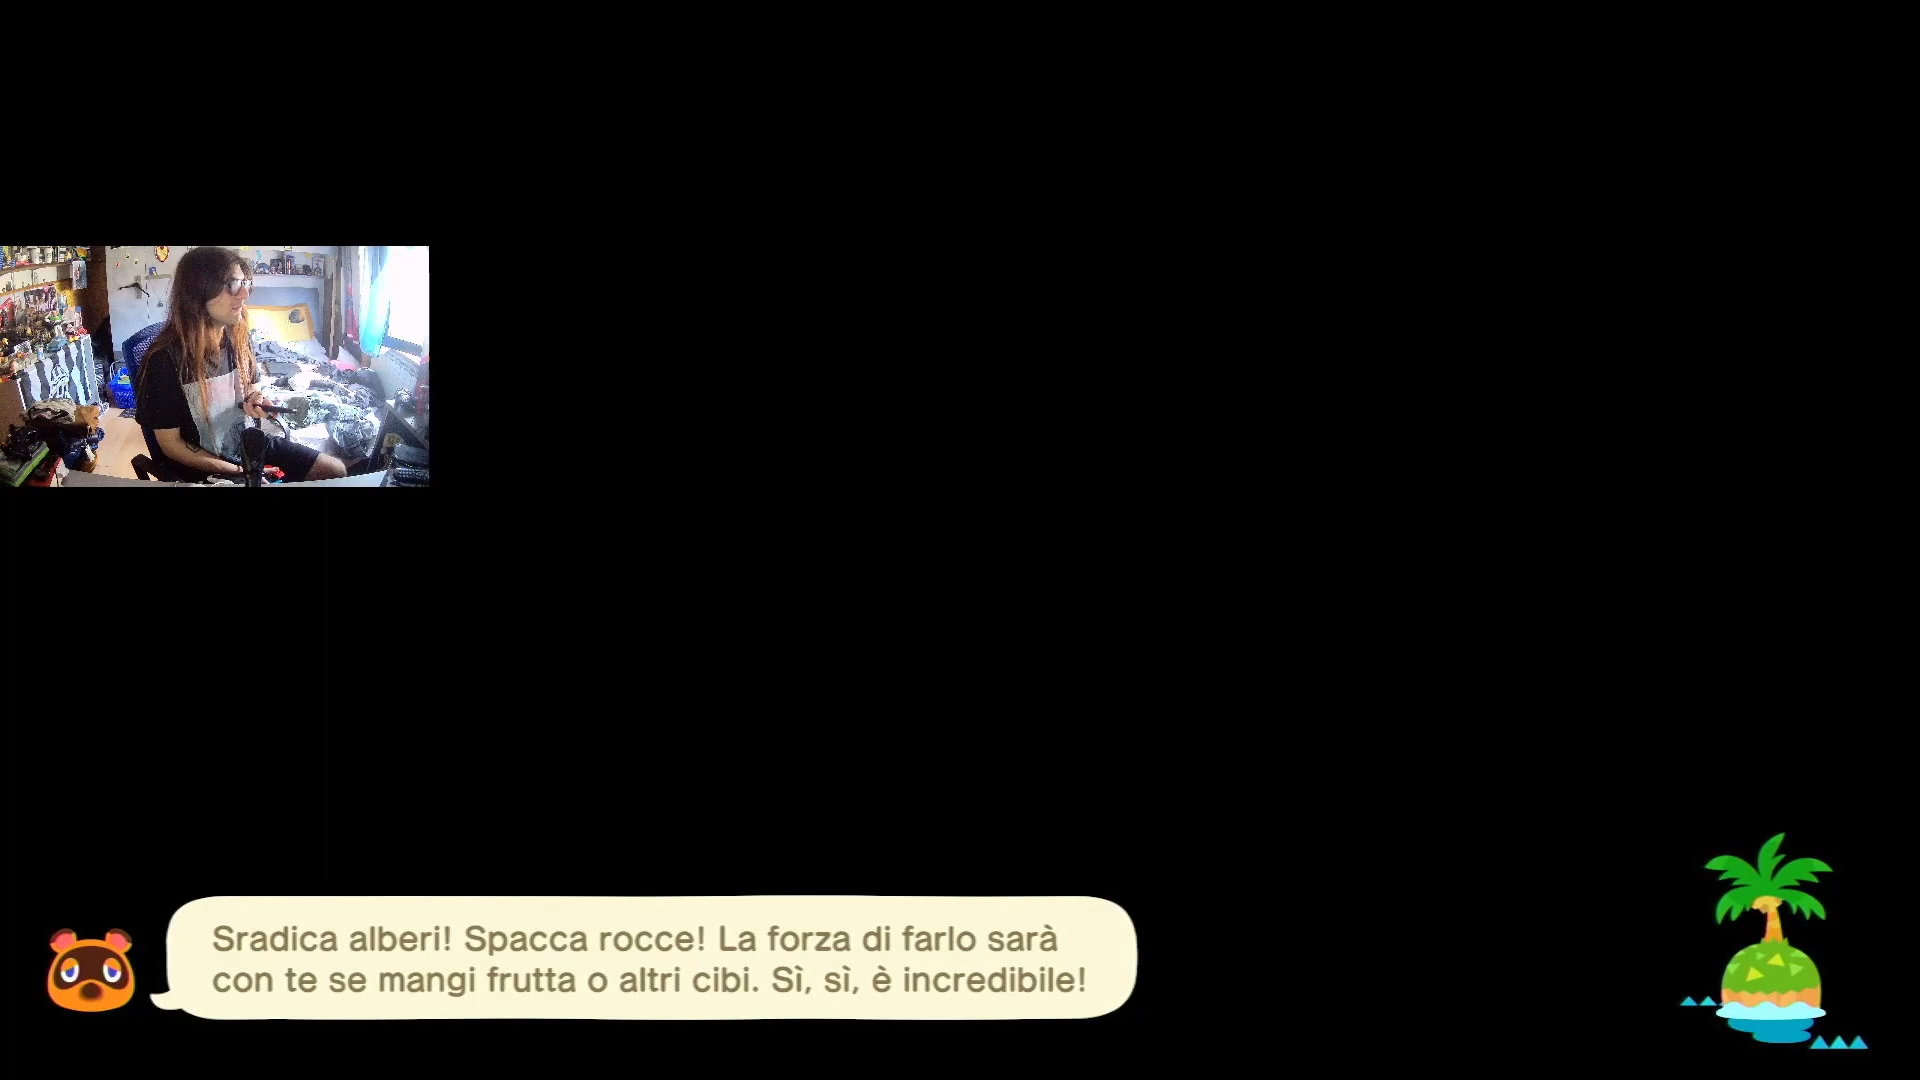 Sradica alberi! Spacca rocce! La forza di farlo sarà
con te se mangi frutta o altri cibi. Sì, sì, è incredibile!